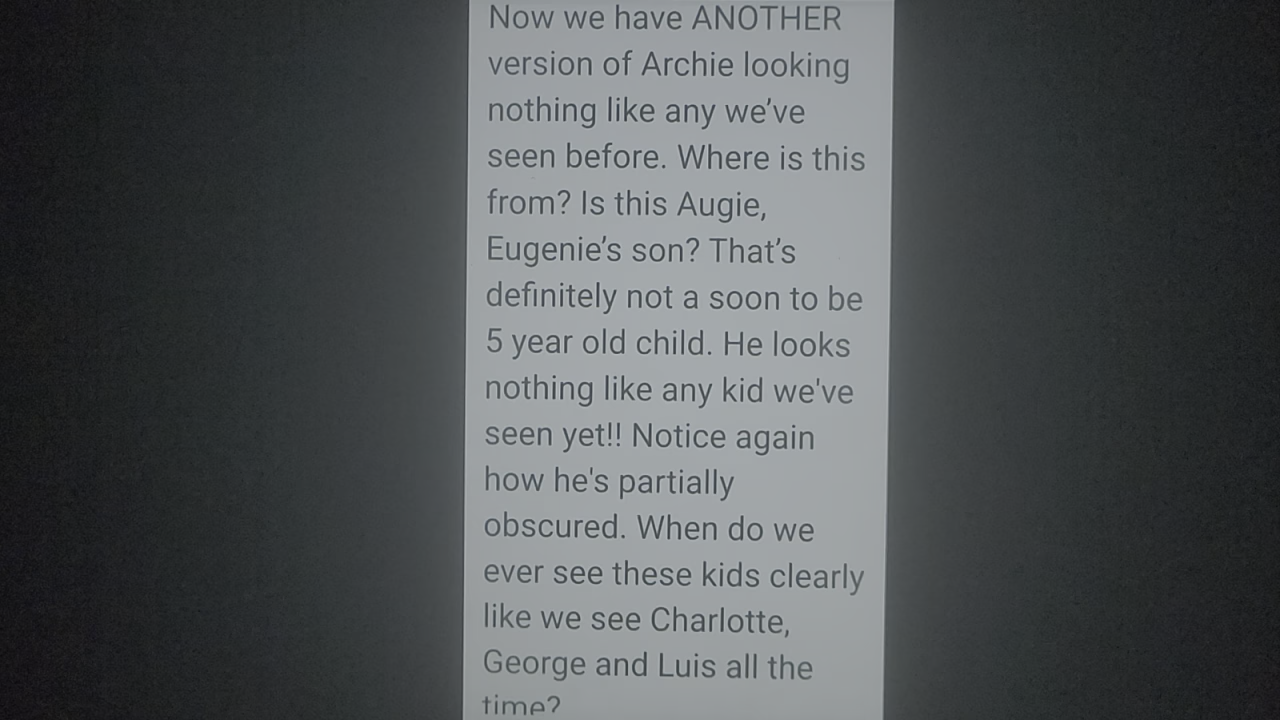 Now we have ANOTHER
version of Archie looking
nothing like any we've
seen before. Where is this
from? Is this Augie,
Eugenie's son? That's
definitely not a soon to be
5 year old child. He looks
nothing like any kid we've
seen yet!! Notice again
how he's partially
obscured. When do we
ever see these kids clearly
like we see Charlotte,
George and Luis all the
time?